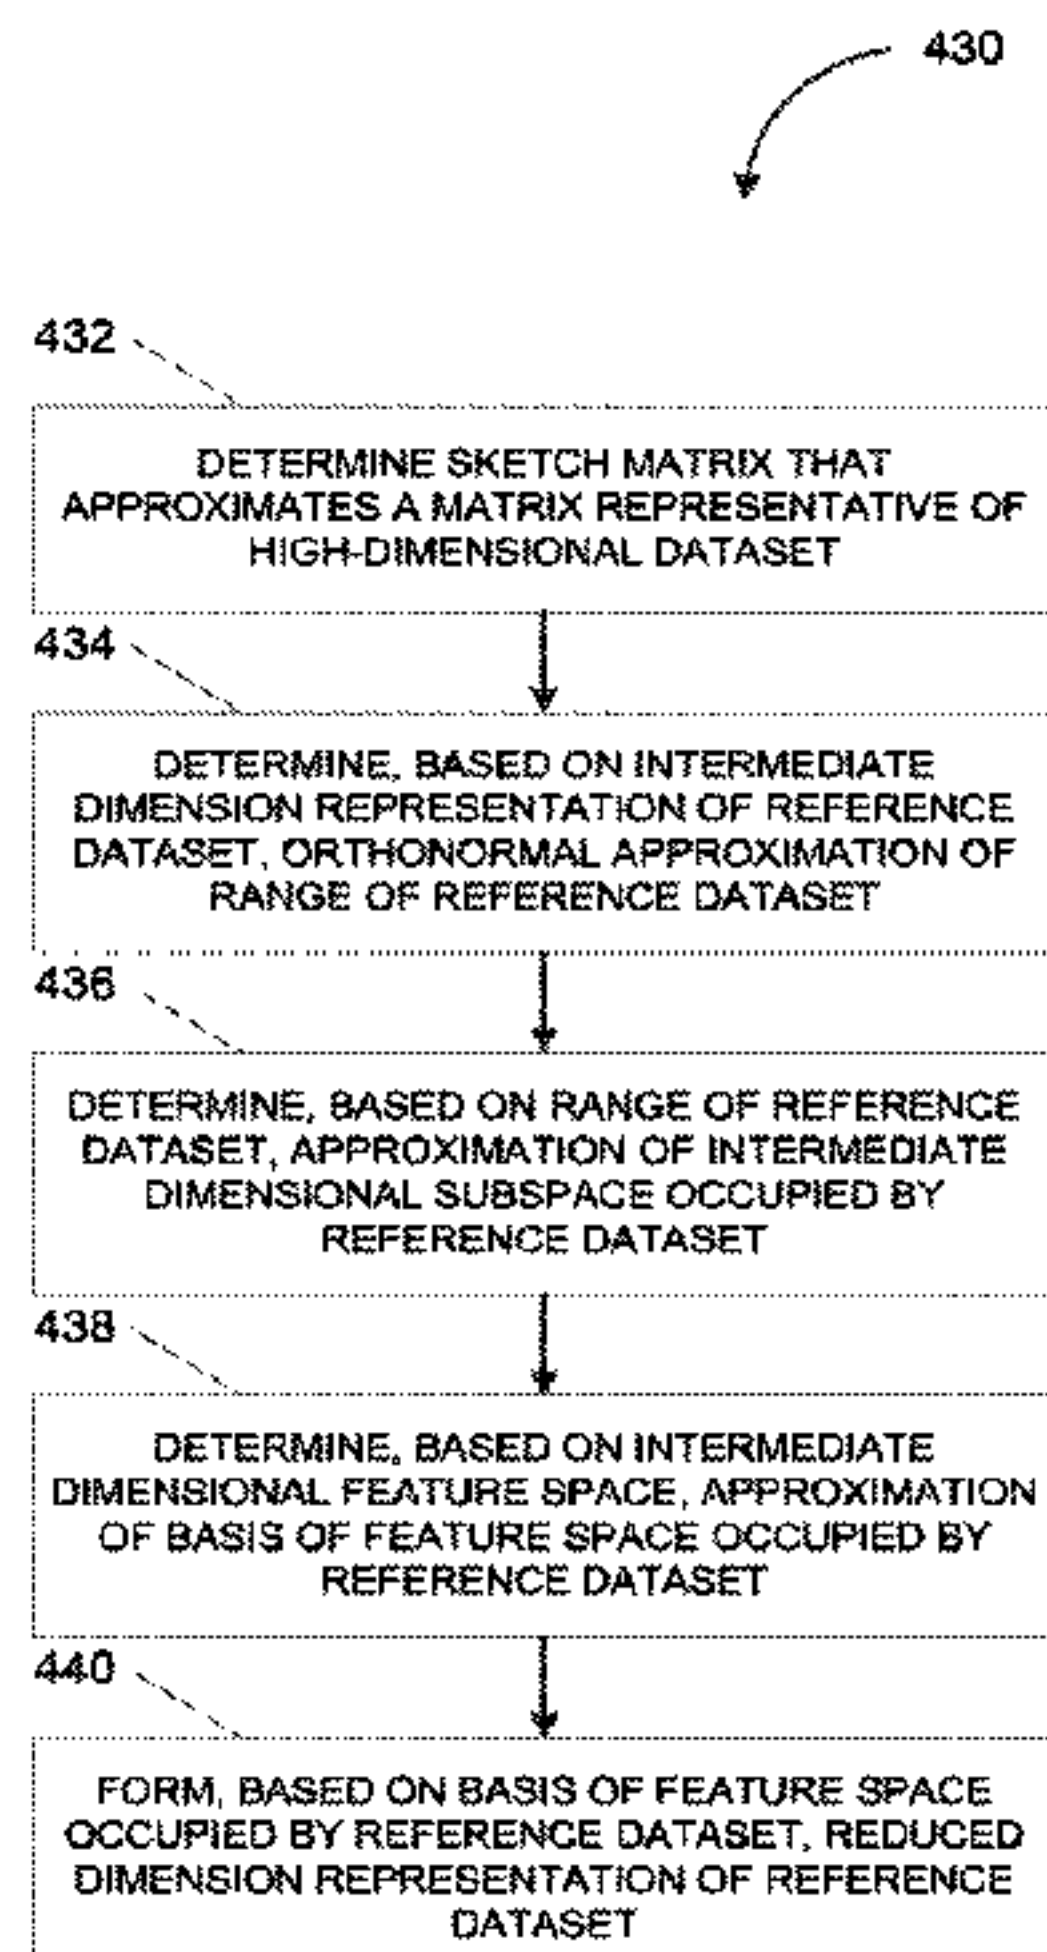 430
432
DETERMINE SKETCH MATRIX THAT
APPROXIMATES A MATRIX REPRESENTATIVE OF
HIGH-DIMENSIONAL DATASET
434
DETERMINE, BASED ON INTERMEDIATE
DIMENSION REPRESENTATION OF REFERENCE
DATASET, ORTHONORMAL APPROXIMATION OF
RANGE OF REFERENCE DATASET
436
DETERMINE, BASED ON RANGE OF REFERENCE
DATASET, APPROXIMATION OF INTERMEDIATE
DIMENSIONAL SUBSPACE OCCUPIED BY
REFERENCE DATASET
438
DETERMINE, BASED ON INTERMEDIATE
DIMENSIONAL FEATURE SPACE, APPROXIMATION
OF BASIS OF FEATURE SPACE OCCUPIED BY
REFERENCE DATASET
440
FORM, BASED ON BASIS OF FEATURE SPACE
OCCUPIED BY REFERENCE DATASET, REDUCED
DIMENSION REPRESENTATION OF REFERENCE
DATASET